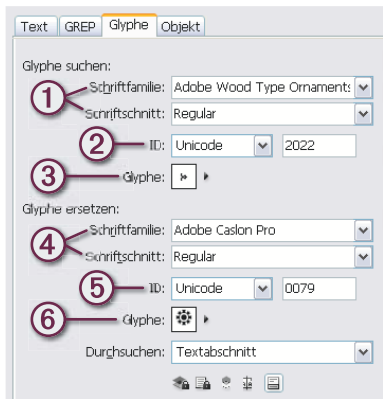 Text GREP Glyphe Objekt
Glyphe suchen:
1 Schriftfamilie: Adobe Wood Type Ornaments
Schriftschnitt: Regular
2 ID: Unicode 2022
3 Glyphe:
Glyphe ersetzen:
4 Schriftfamilie: Adobe Caslon Pro
Schriftschnitt: Regular
5 ID: Unicode 0079
6 Glyphe:
Durchsuchen: Textabschnitt